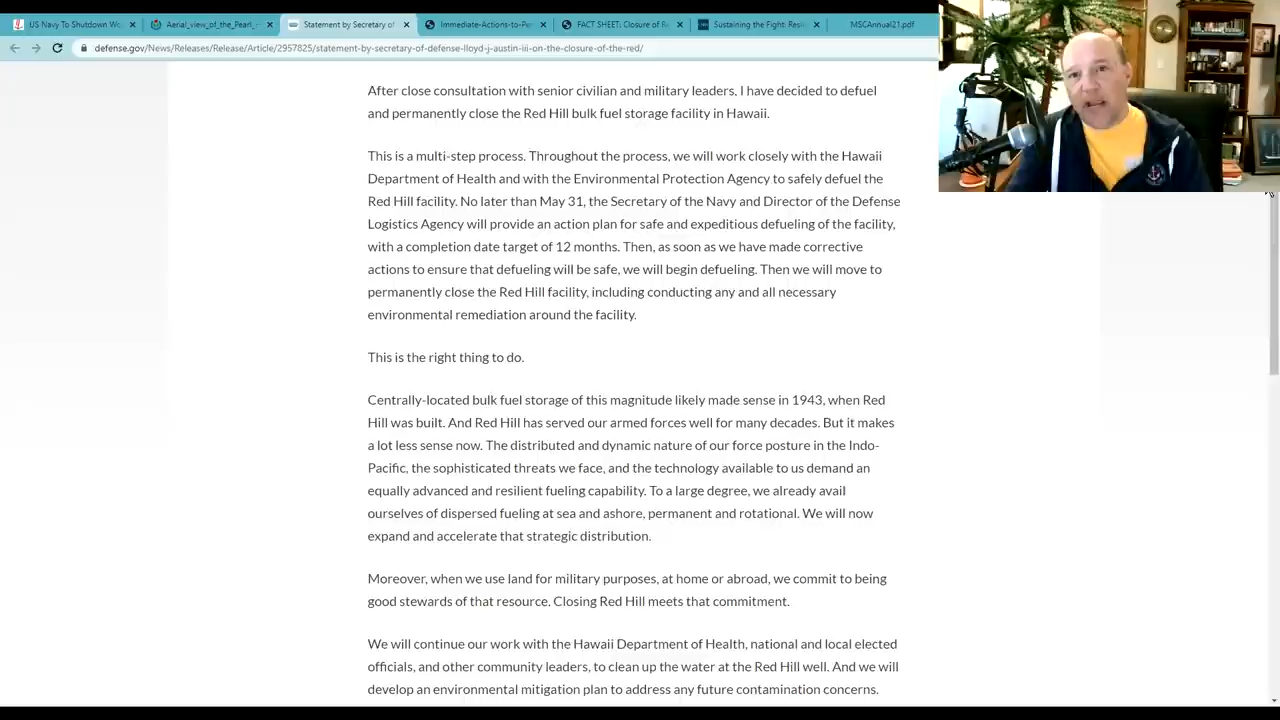 US Navy To Shutdown Wo
Aerial_view_of_the_Pearl_
Statement by Secretary of
Immediate-Actions-to-Per
FACT SHEET: Closure of R
Sustaining the Fight: Resi
MSCAnnual21.pdf
defense.gov/News/Releases/Release/Article/2957825/statement-by-secretary-of-defense-lloyd-j-austin-iii-on-the-closure-of-the-red/
After close consultation with senior civilian and military leaders, I have decided to defuel
and permanently close the Red Hill bulk fuel storage facility in Hawaii.
This is a multi-step process. Throughout the process, we will work closely with the Hawaii
Department of Health and with the Environmental Protection Agency to safely defuel the
Red Hill facility. No later than May 31, the Secretary of the Navy and Director of the Defense
Logistics Agency will provide an action plan for safe and expeditious defueling of the facility,
with a completion date target of 12 months. Then, as soon as we have made corrective
actions to ensure that defueling will be safe, we will begin defueling. Then we will move to
permanently close the Red Hill facility, including conducting any and all necessary
environmental remediation around the facility.
This is the right thing to do.
Centrally-located bulk fuel storage of this magnitude likely made sense in 1943, when Red
Hill was built. And Red Hill has served our armed forces well for many decades. But it makes
a lot less sense now. The distributed and dynamic nature of our force posture in the Indo-
Pacific, the sophisticated threats we face, and the technology available to us demand an
equally advanced and resilient fueling capability. To a large degree, we already avail
ourselves of dispersed fueling at sea and ashore, permanent and rotational. We will now
expand and accelerate that strategic distribution.
Moreover, when we use land for military purposes, at home or abroad, we commit to being
good stewards of that resource. Closing Red Hill meets that commitment.
We will continue our work with the Hawaii Department of Health, national and local elected
officials, and other community leaders, to clean up the water at the Red Hill well. And we will
develop an environmental mitigation plan to address any future contamination concerns.